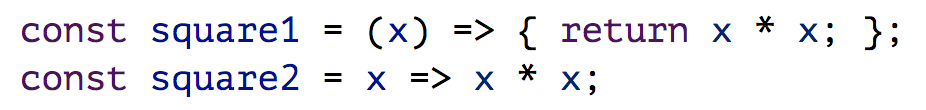 const square1 = (x) => { return x * x; };
const square2 = x => x * x;